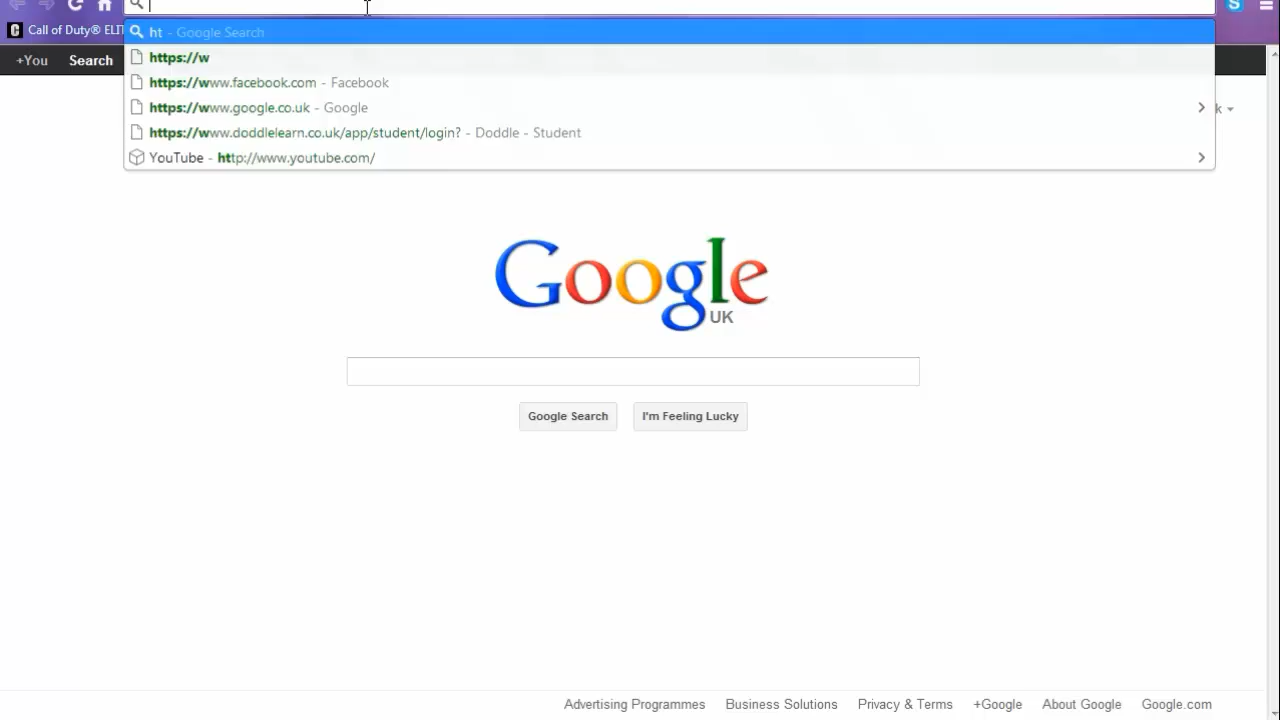 Call of Duty® ELIT
ht - Google Search
https://w
https://www.facebook.com - Facebook
https://www.google.co.uk - Google
https://www.doddlelearn.co.uk/app/student/login? - Doddle - Student
YouTube - http://www.youtube.com/
+You Search
k
Google
UK
Google Search I'm Feeling Lucky
Advertising Programmes Business Solutions Privacy & Terms +Google About Google Google.com